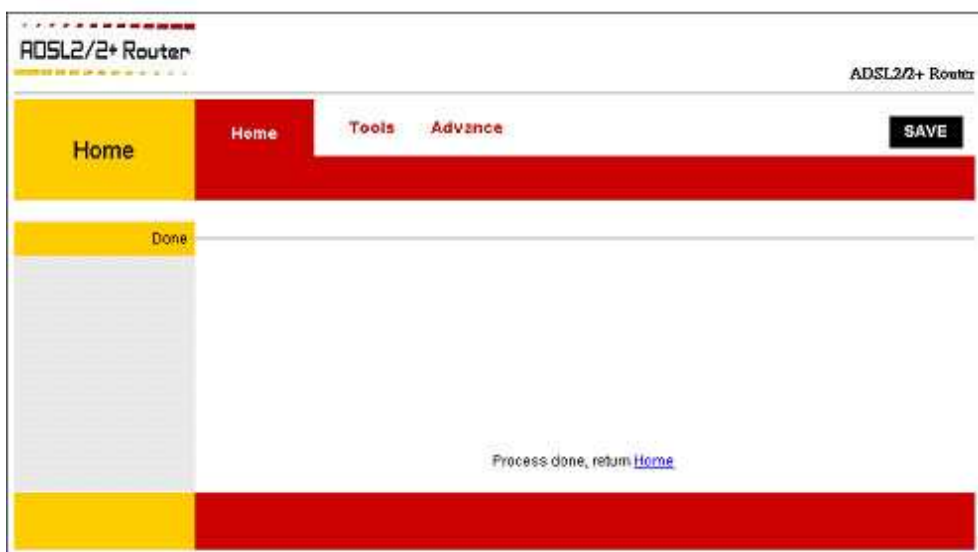 ADSL2/2+ Router
ADSL2/2+ Router
Home
Home
Tools
Advance
SAVE
Done
Process done, return Home